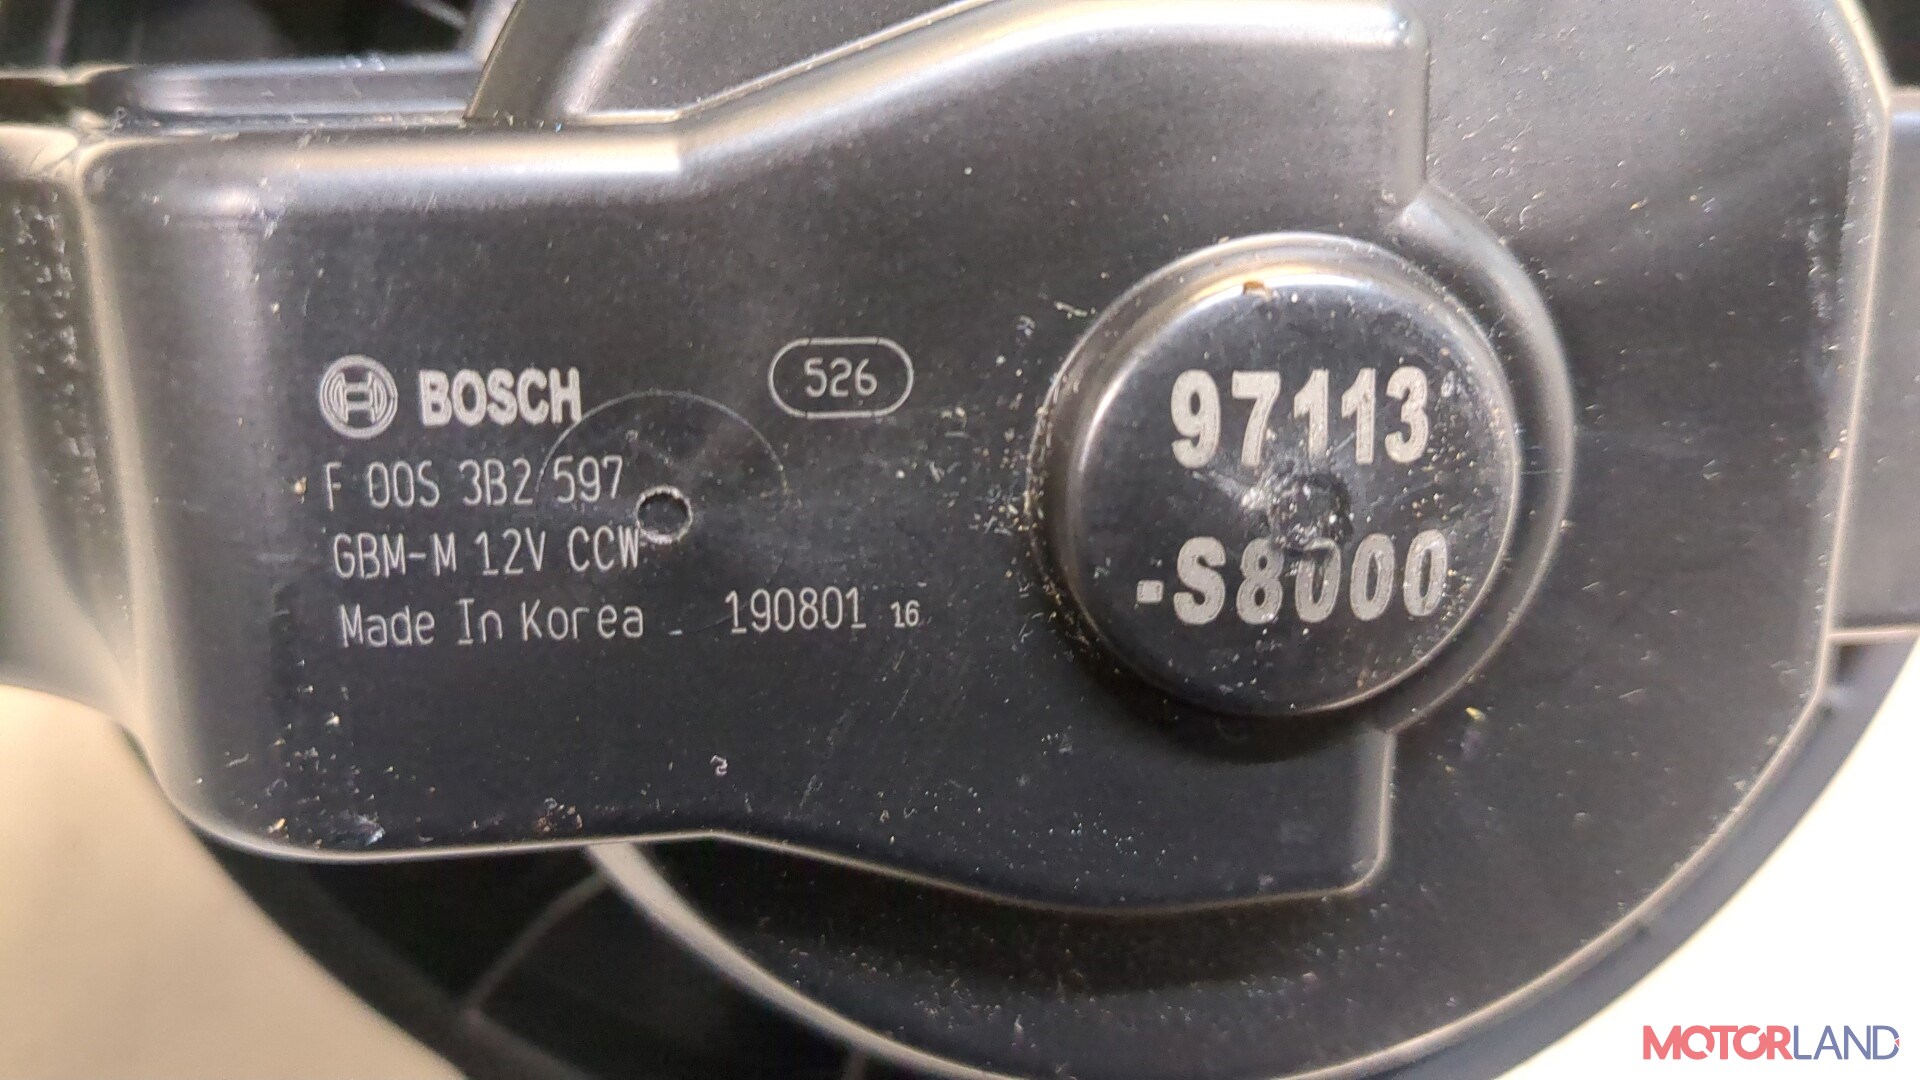 BOSCH
526
F 00S 3B2 597
GBM-M 12V CCW
Made In Korea
190801 16
97113
-S8000
MOTORLAND